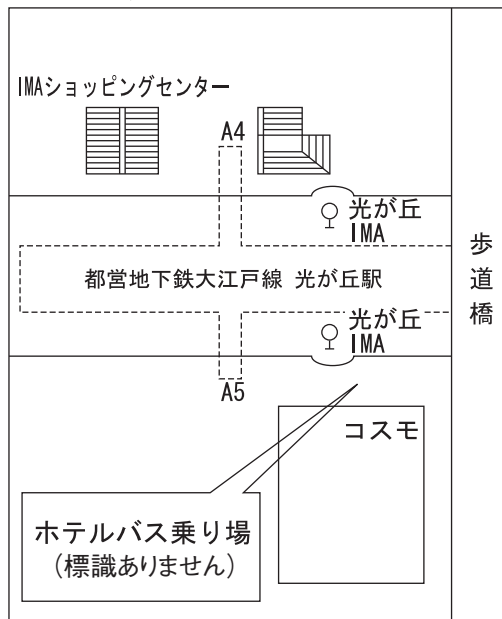 IMAショッピングセンター
A4
光が丘
IMA
歩道橋
都営地下鉄大江戸線 光が丘駅
光が丘
IMA
A5
コスモ
ホテルバス乗り場
（標識ありません）